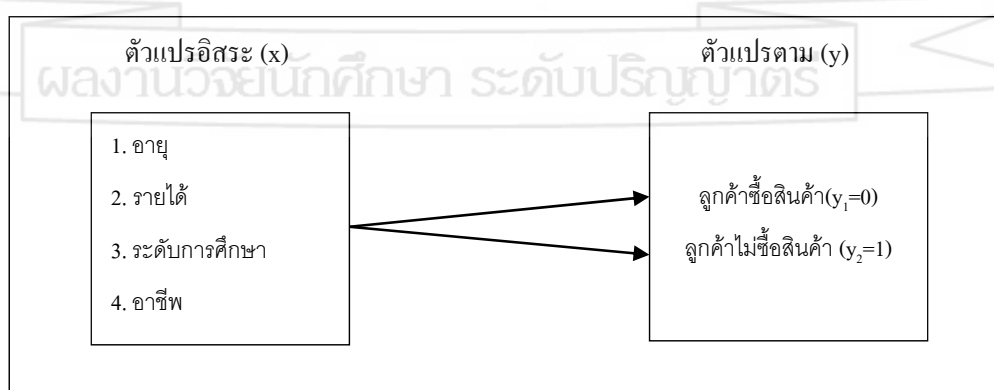 ตัวแปรอิสระ (x)
ตัวแปรตาม (y)
ผลงานวิจัยนักศึกษา ระดับปริญญาตรี
1. อายุ
2. รายได้
3. ระดับการศึกษา
4. อาชีพ
ลูกค้าซื้อสินค้า(y₁=0)
ลูกค้าไม่ซื้อสินค้า (y₂=1)